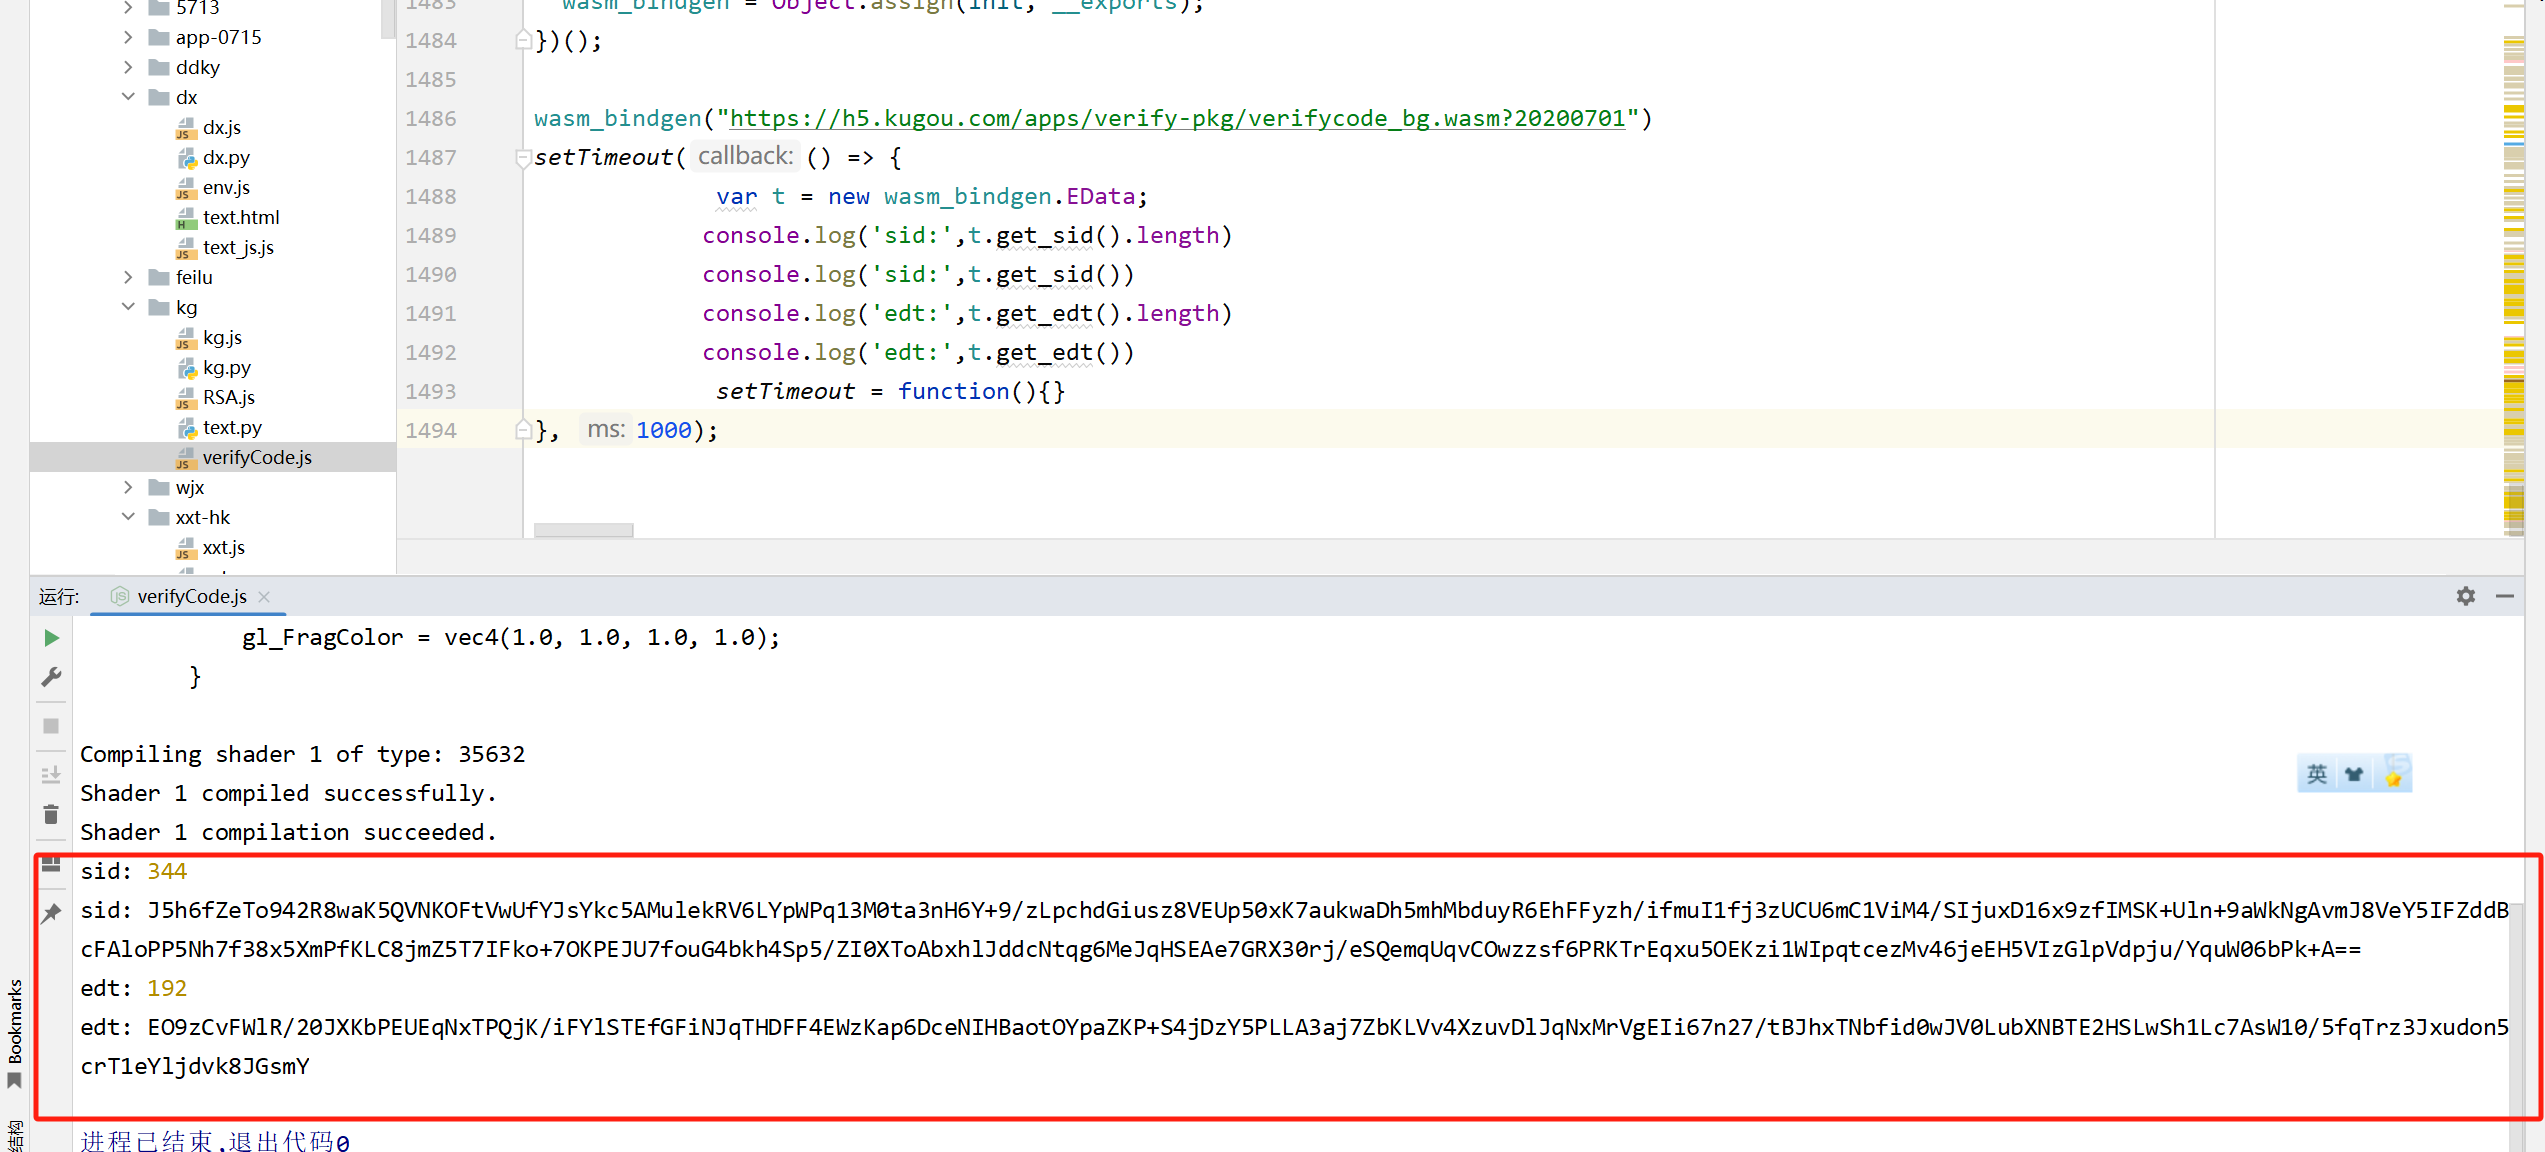 5713
app-0715
ddky
dx
dx.js
dx.py
env.js
text.html
text_js.js
feilu
kg
kg.js
kg.py
RSA.js
text.py
verifyCode.js
wjx
xxt-hk
xxt.js
1483 wasm_bindgen = Object.assign(init, __exports);
1484 })();
1485
1486 wasm_bindgen("https://h5.kugou.com/apps/verify-pkg/verifycode_bg.wasm?20200701")
1487 setTimeout( callback: () => {
1488 var t = new wasm_bindgen.EData;
1489 console.log('sid:',t.get_sid().length)
1490 console.log('sid:',t.get_sid())
1491 console.log('edt:',t.get_edt().length)
1492 console.log('edt:',t.get_edt())
1493 setTimeout = function(){}
1494 }, ms: 1000);
运行: verifyCode.js
gl_FragColor = vec4(1.0, 1.0, 1.0, 1.0);
}
Compiling shader 1 of type: 35632
Shader 1 compiled successfully.
Shader 1 compilation succeeded.
英
sid: 344
sid: J5h6fZeTo942R8waK5QVNKOFtVwUfYJsYkc5AMulekRV6LYpWPq13M0ta3nH6Y+9/zLpchdGiusz8VEUp50xK7aukwaDh5mhMbduyR6EhFFyzh/ifmuI1fj3zUCU6mC1ViM4/SIjuxD16x9zfIMSK+Uln+9aWkNgAvmJ8VeY5IFZddB
cFAloPP5Nh7f38x5XmPfKLC8jmZ5T7IFko+7OKPEJU7fouG4bkh4Sp5/ZI0XToAbxhlJddcNtqg6MeJqHSEAe7GRX30rj/eSQemqUqvCOwzzsf6PRKTrEqxu5OEKzi1WIpqtcezMv46jeEH5VIzGlpVdpju/YquW06bPk+A==
edt: 192
edt: EO9zCvFWlR/20JXKbPEUEqNxTPQjK/iFYlSTEfGFiNJqTHDFF4EWzKap6DceNIHBaotOYpaZKP+S4jDzY5PLLA3aj7ZbKLVv4XzuvDlJqNxMrVgEIi67n27/tBJhxTNbfid0wJV0LubXNBTE2HSLwSh1Lc7AsW10/5fqTrz3Jxudon5
crT1eYljdvk8JGsmY
进程已结束,退出代码0
Bookmarks
结构